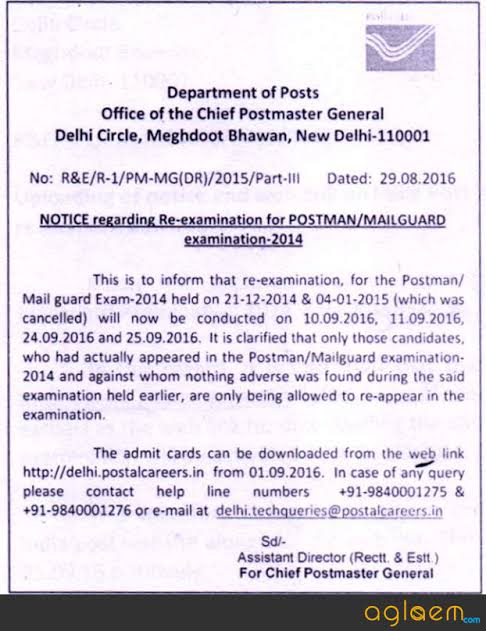 Department of Posts
Office of the Chief Postmaster General
Delhi Circle, Meghdoot Bhawan, New Delhi-110001
No: R&E/R-1/PM-MG(DR)/2015/Part-III Dated: 29.08.2016
NOTICE regarding Re-examination for POSTMAN/MAILGUARD
examination-2014
This is to inform that re-examination, for the Postman/
Mail guard Exam-2014 held on 21-12-2014 & 04-01-2015 (which was
cancelled) will now be conducted on 10.09.2016, 11.09.2016,
24.09.2016 and 25.09.2016. It is clarified that only those candidates,
who had actually appeared in the Postman/Mailguard examination-
2014 and against whom nothing adverse was found during the said
examination held earlier, are only being allowed to re-appear in the
examination.
The admit cards can be downloaded from the web link
http://delhi.postalcareers.in from 01.09.2016. In case of any query
please contact help line numbers +91-9840001275 &
+91-9840001276 or e-mail at delhi.techqueries@postalcareers.in
Sd/-
Assistant Director (Rectt. & Estt.)
For Chief Postmaster General
aglasem.com